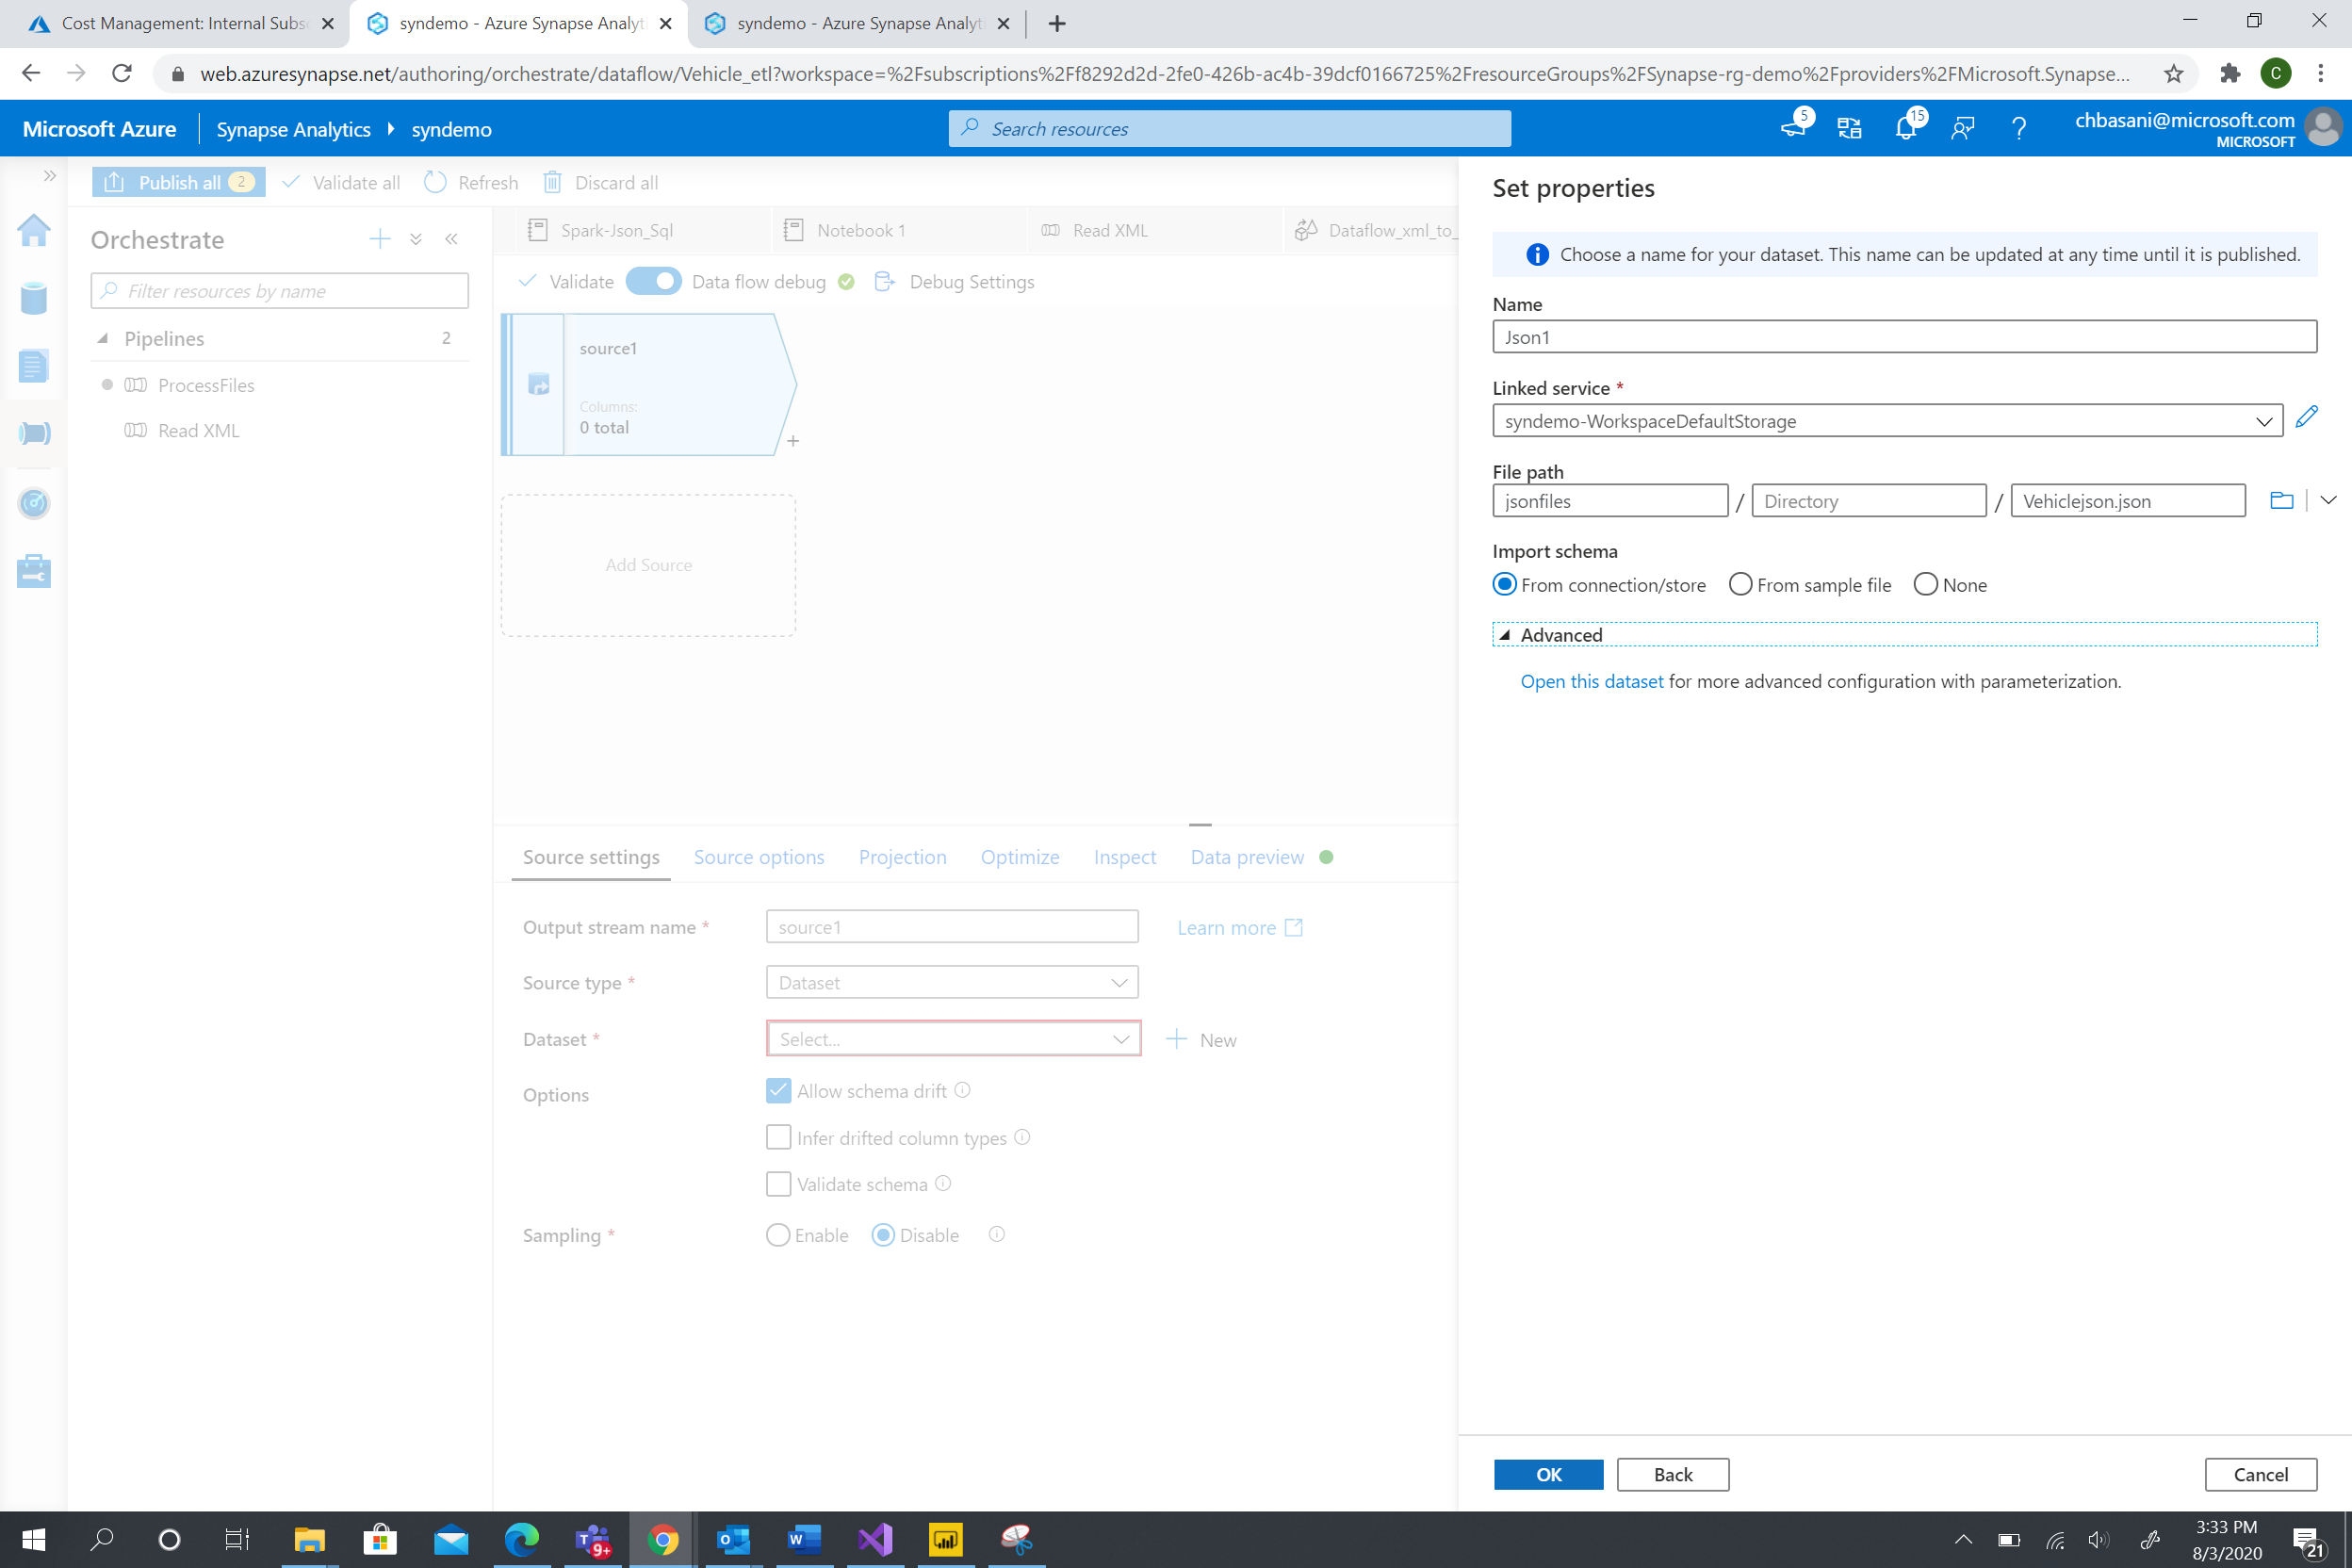 Cost Management: Internal Subs
syndemo - Azure Synapse Analyt
syndemo - Azure Synapse Analyt
web.azuresynapse.net/authoring/orchestrate/dataflow/Vehicle_etl?workspace=%2Fsubscriptions%2Ff8292d2d-2fe0-426b-ac4b-39dcf0166725%2FresourceGroups%2FSynapse-rg-demo%2Fproviders%2FMicrosoft.Synapse...
C
Microsoft Azure
Synapse Analytics
syndemo
Search resources
5
15
chbasani@microsoft.com
MICROSOFT
Publish all 2
Validate all
Refresh
Discard all
Orchestrate
Filter resources by name
Pipelines 2
ProcessFiles
Read XML
Spark-Json_Sql
Notebook 1
Read XML
Dataflow_xml_to_
Validate
Data flow debug
Debug Settings
source1
Columns:
0 total
Add Source
Source settings
Source options
Projection
Optimize
Inspect
Data preview
Output stream name *
source1
Learn more
Source type *
Dataset
Dataset *
Select...
New
Options
Allow schema drift
Infer drifted column types
Validate schema
Sampling *
Enable
Disable
Set properties
Choose a name for your dataset. This name can be updated at any time until it is published.
Name
Json1
Linked service *
syndemo-WorkspaceDefaultStorage
File path
jsonfiles / Directory / Vehiclejson.json
Import schema
From connection/store
From sample file
None
Advanced
Open this dataset for more advanced configuration with parameterization.
OK
Back
Cancel
9+
3:33 PM
8/3/2020
21